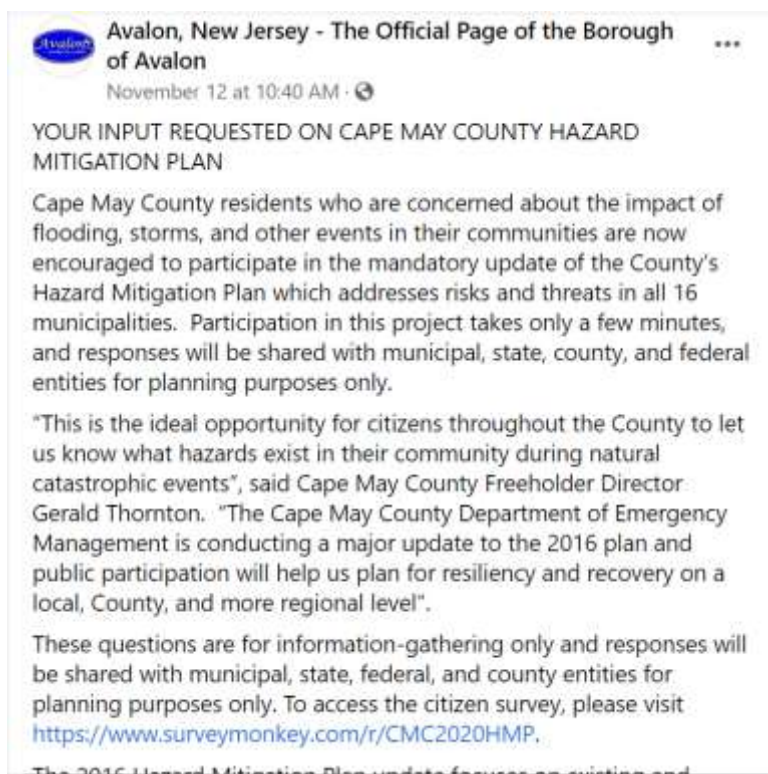 Avalon
Avalon, New Jersey - The Official Page of the Borough
of Avalon
November 12 at 10:40 AM ·
YOUR INPUT REQUESTED ON CAPE MAY COUNTY HAZARD
MITIGATION PLAN
Cape May County residents who are concerned about the impact of
flooding, storms, and other events in their communities are now
encouraged to participate in the mandatory update of the County's
Hazard Mitigation Plan which addresses risks and threats in all 16
municipalities. Participation in this project takes only a few minutes,
and responses will be shared with municipal, state, county, and federal
entities for planning purposes only.
"This is the ideal opportunity for citizens throughout the County to let
us know what hazards exist in their community during natural
catastrophic events", said Cape May County Freeholder Director
Gerald Thornton. "The Cape May County Department of Emergency
Management is conducting a major update to the 2016 plan and
public participation will help us plan for resiliency and recovery on a
local, County, and more regional level".
These questions are for information-gathering only and responses will
be shared with municipal, state, federal, and county entities for
planning purposes only. To access the citizen survey, please visit
https://www.surveymonkey.com/r/CMC2020HMP.
The 2016 Hazard Mitigation Plan update focuses on existing and